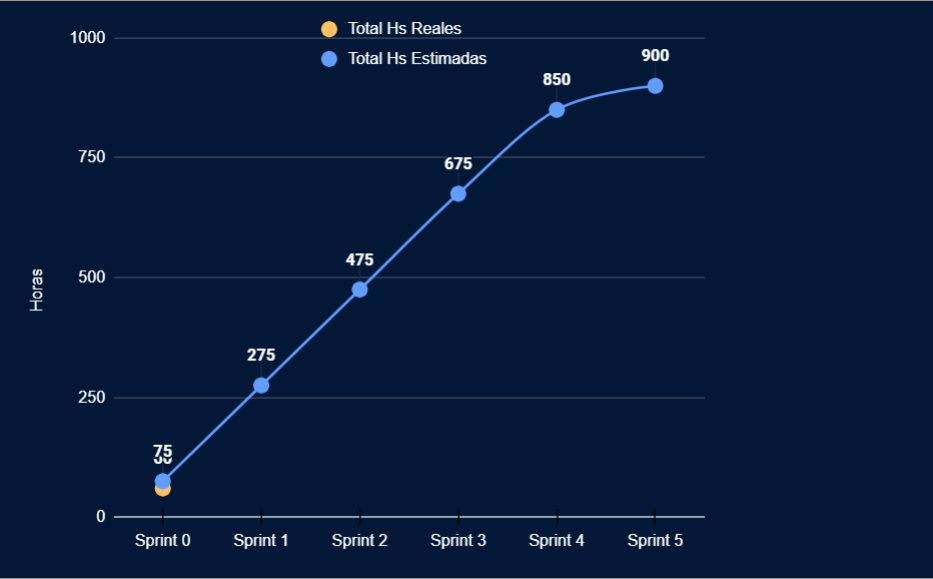 Total Hs Reales
Total Hs Estimadas
1000
750
500
250
0
Horas
75
275
475
675
850
900
Sprint 0
Sprint 1
Sprint 2
Sprint 3
Sprint 4
Sprint 5